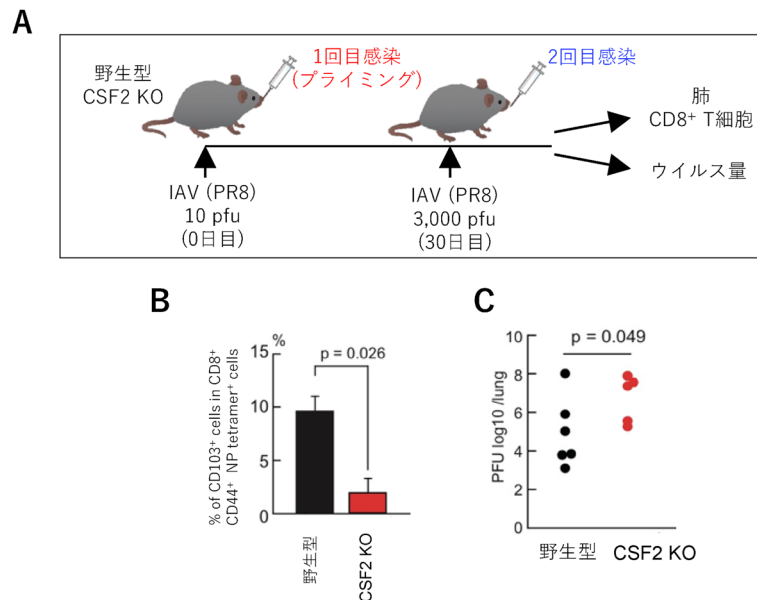 A
野生型
CSF2 KO
1回目感染
(プライミング)
2回目感染
肺
CD8+ T細胞
ウイルス量
IAV (PR8)
10 pfu
(0日目)
IAV (PR8)
3,000 pfu
(30日目)
B
% of CD103+ cells in CD8+
CD44+ NP tetramer+ cells
%
15
10
5
0
p = 0.026
野生型
CSF2 KO
C
PFU log10 /lung
10
8
6
4
2
0
p = 0.049
野生型
CSF2 KO